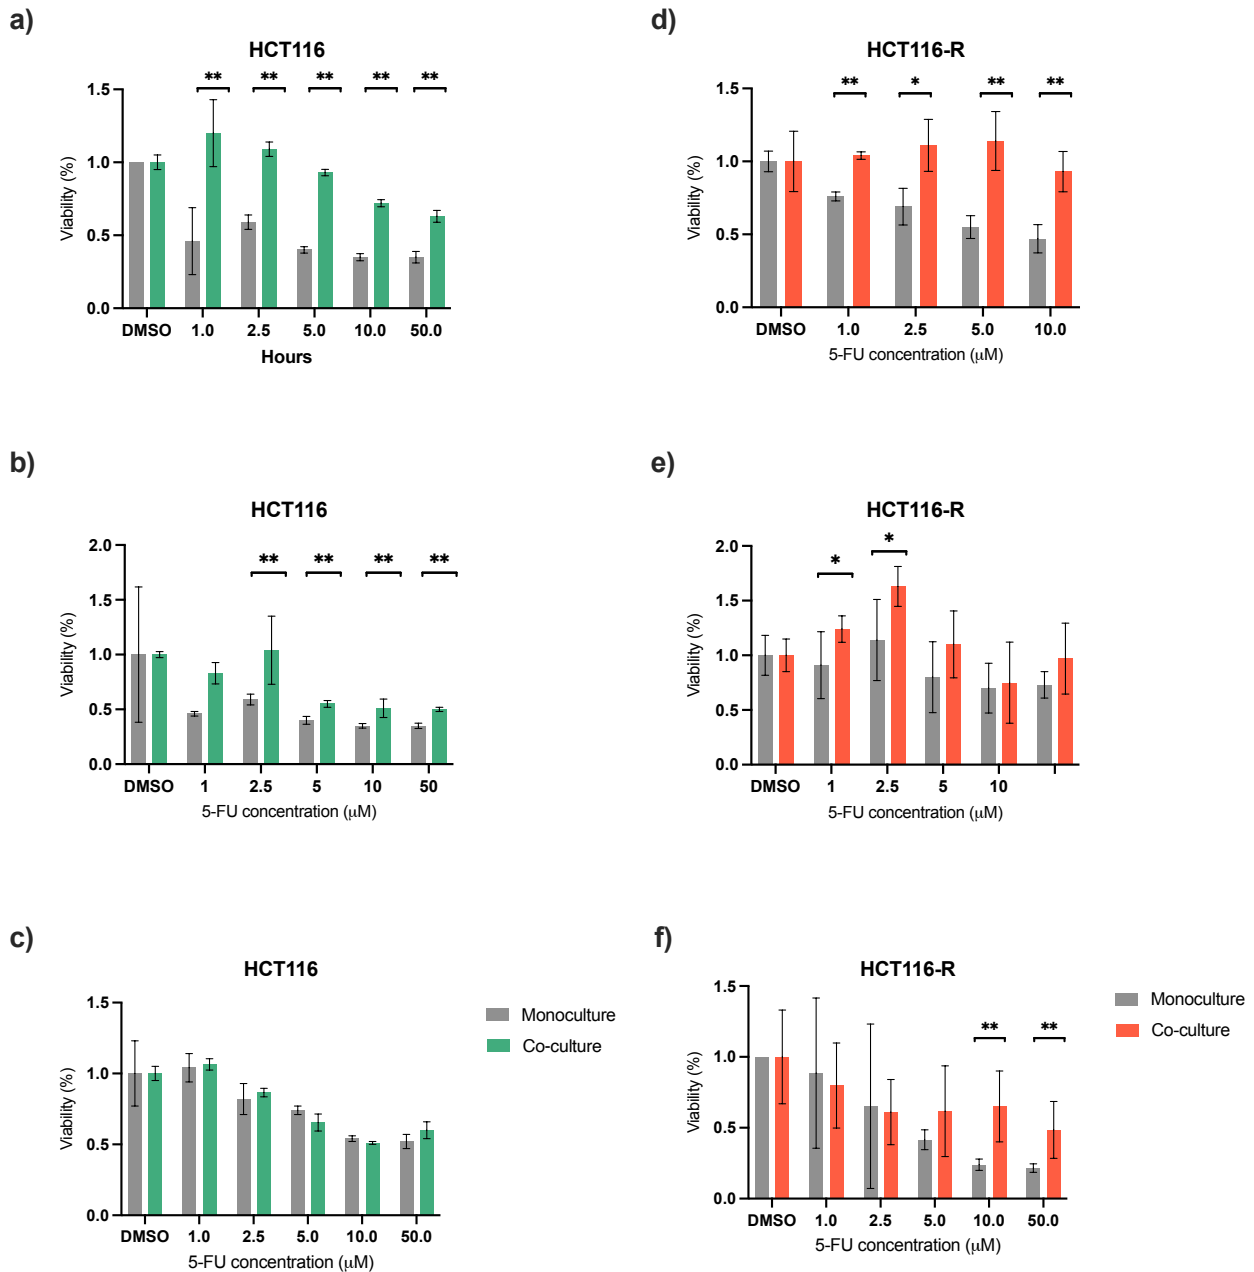 a)
HCT116
** ** ** ** **
1.5
1.0
0.5
0.0
Viability (%)
DMSO 1.0 2.5 5.0 10.0 50.0
Hours
d)
HCT116-R
** * ** **
1.5
1.0
0.5
0.0
Viability (%)
DMSO 1.0 2.5 5.0 10.0
5-FU concentration (μM)
b)
HCT116
** ** ** **
2.0
1.5
1.0
0.5
0.0
Viability (%)
DMSO 1 2.5 5 10 50
5-FU concentration (μM)
e)
HCT116-R
* *
2.0
1.5
1.0
0.5
0.0
Viability (%)
DMSO 1 2.5 5 10
5-FU concentration (μM)
c)
HCT116
1.5
1.0
0.5
0.0
Viability (%)
DMSO 1.0 2.5 5.0 10.0 50.0
5-FU concentration (μM)
Monoculture
Co-culture
f)
HCT116-R
** **
1.5
1.0
0.5
0.0
Viability (%)
DMSO 1.0 2.5 5.0 10.0 50.0
5-FU concentration (μM)
Monoculture
Co-culture